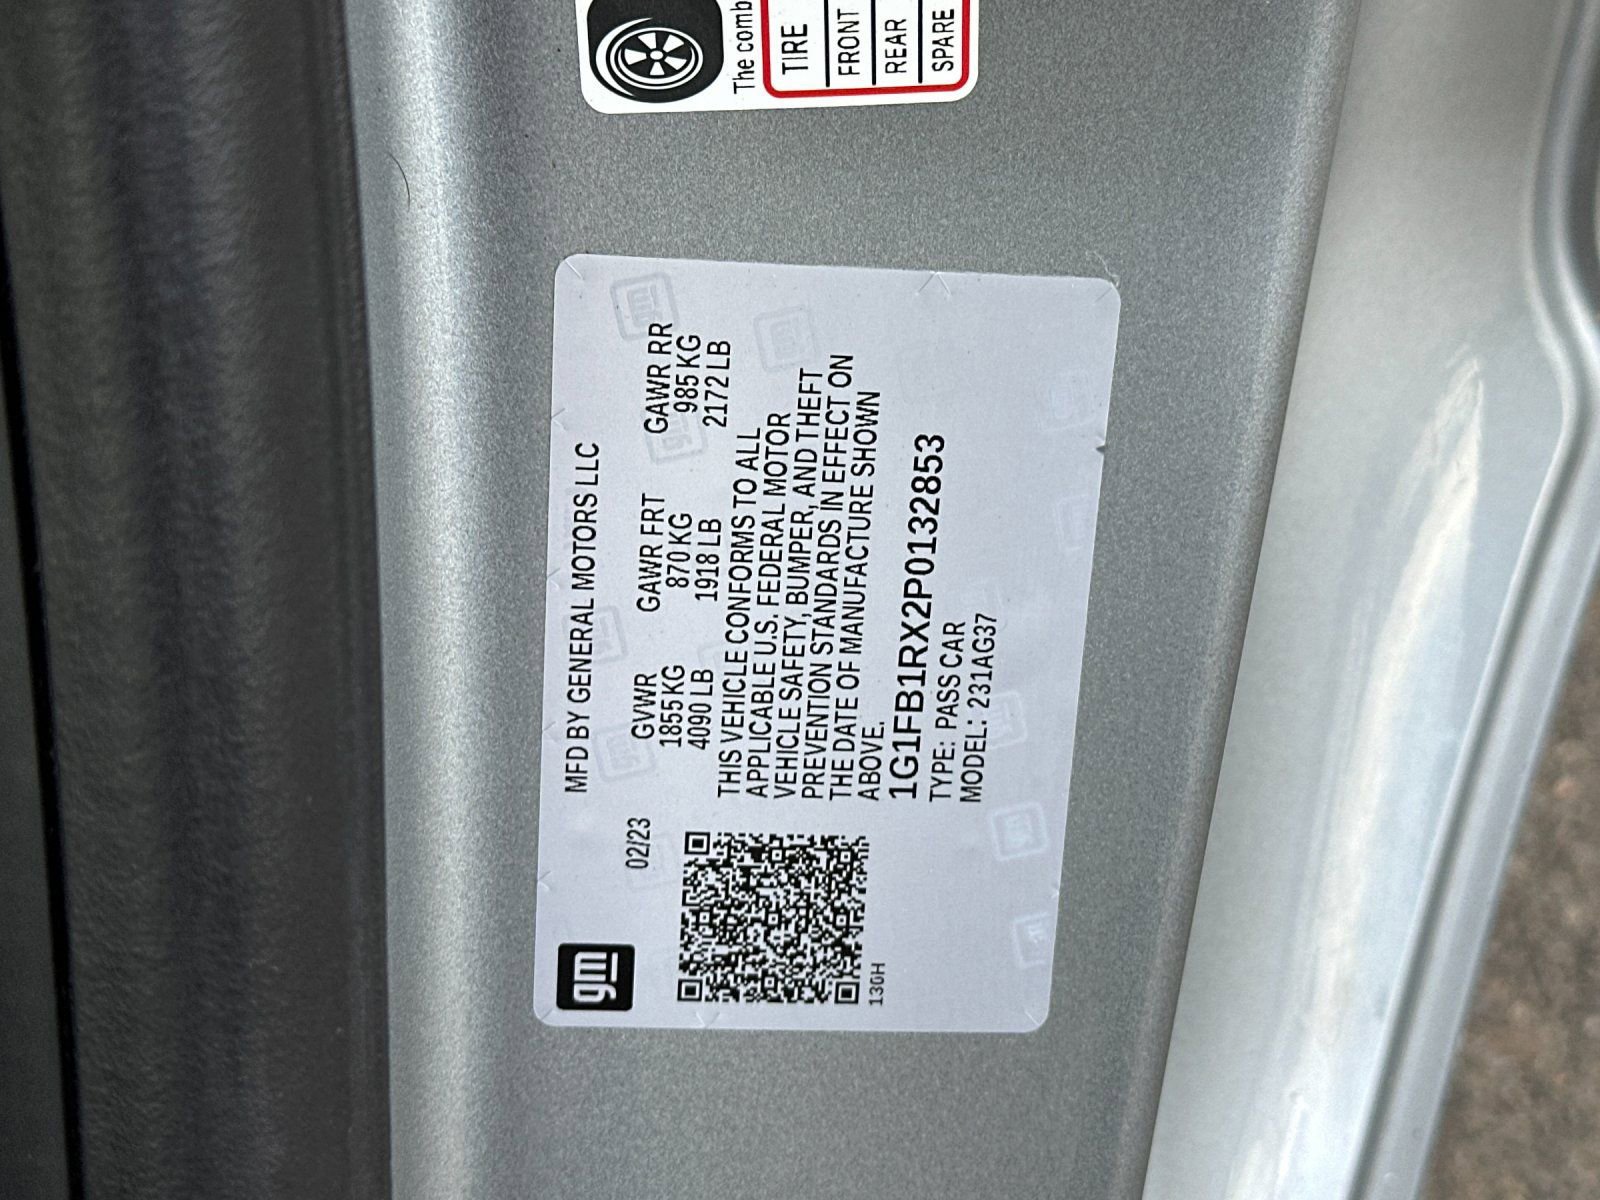 The comb
TIRE
FRONT
REAR
SPARE
gm
MFD BY GENERAL MOTORS LLC
02/23
GVWR GAWR FRT GAWR RR
1855 KG 870 KG 985 KG
4090 LB 1918 LB 2172 LB
THIS VEHICLE CONFORMS TO ALL
APPLICABLE U.S. FEDERAL MOTOR
VEHICLE SAFETY, BUMPER, AND THEFT
PREVENTION STANDARDS IN EFFECT ON
THE DATE OF MANUFACTURE SHOWN
ABOVE.
1G1FB1RX2P0132853
TYPE: PASS CAR
MODEL: 231AG37
130H